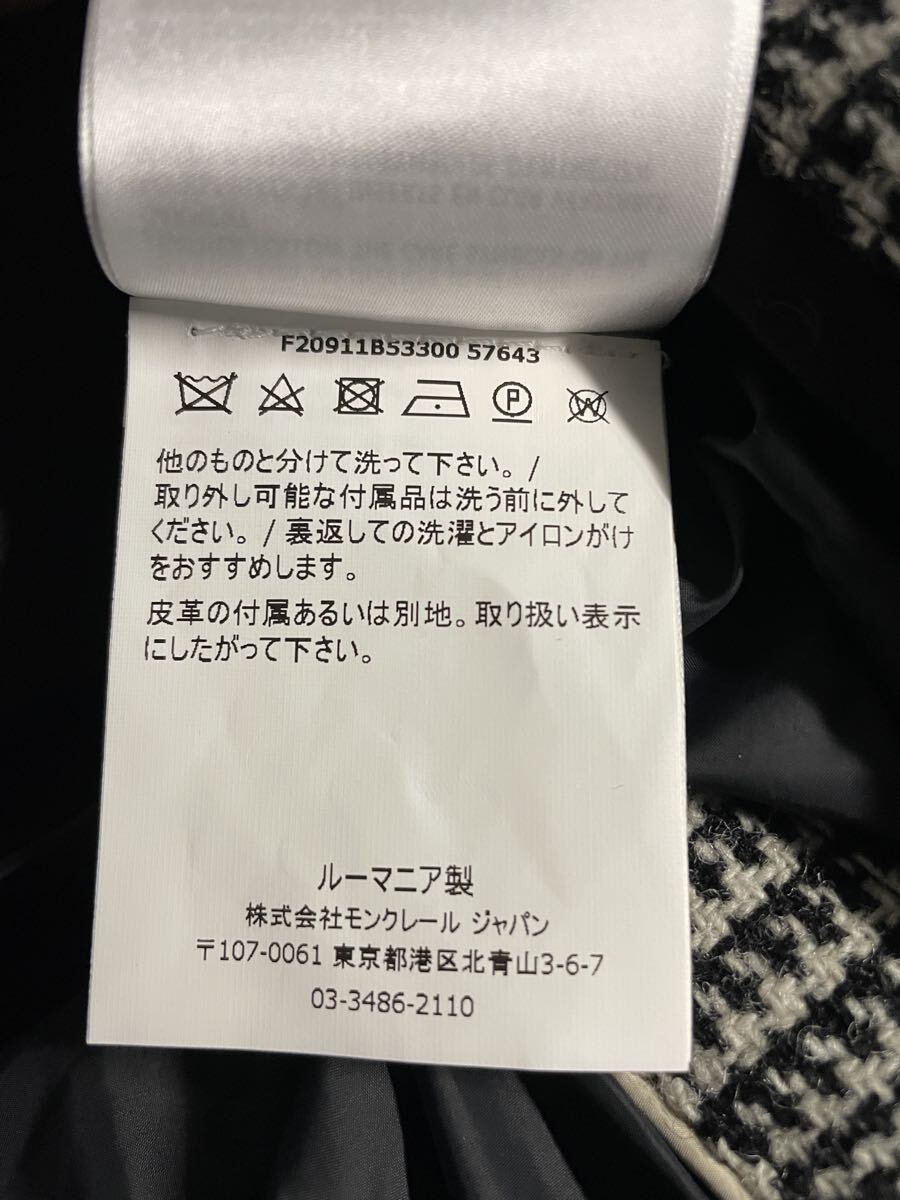 F20911B53300 57643
他のものと分けて洗って下さい。/
取り外し可能な付属品は洗う前に外して
ください。/ 裏返しての洗濯とアイロンがけ
をおすすめします。
皮革の付属あるいは別地。取り扱い表示
にしたがって下さい。
ルーマニア製
株式会社モンクレール ジャパン
〒107-0061 東京都港区北青山3-6-7
03-3486-2110